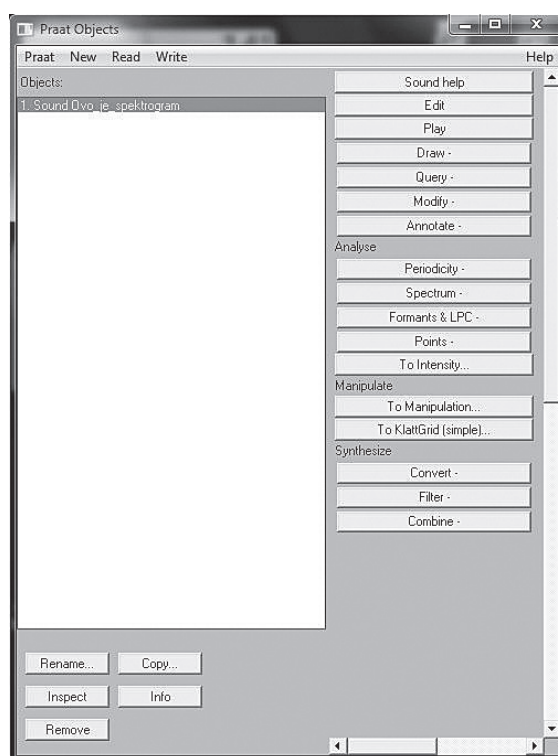 Praat Objects
Praat New Read Write Help
Objects:
1. Sound Ovo_je_spektrogram
Sound help
Edit
Play
Draw -
Query -
Modify -
Annotate -
Analyse
Periodicity -
Spectrum -
Formants & LPC -
Points -
To Intensity...
Manipulate
To Manipulation...
To KlattGrid (simple)...
Synthesize
Convert -
Filter -
Combine -
Rename... Copy...
Inspect Info
Remove